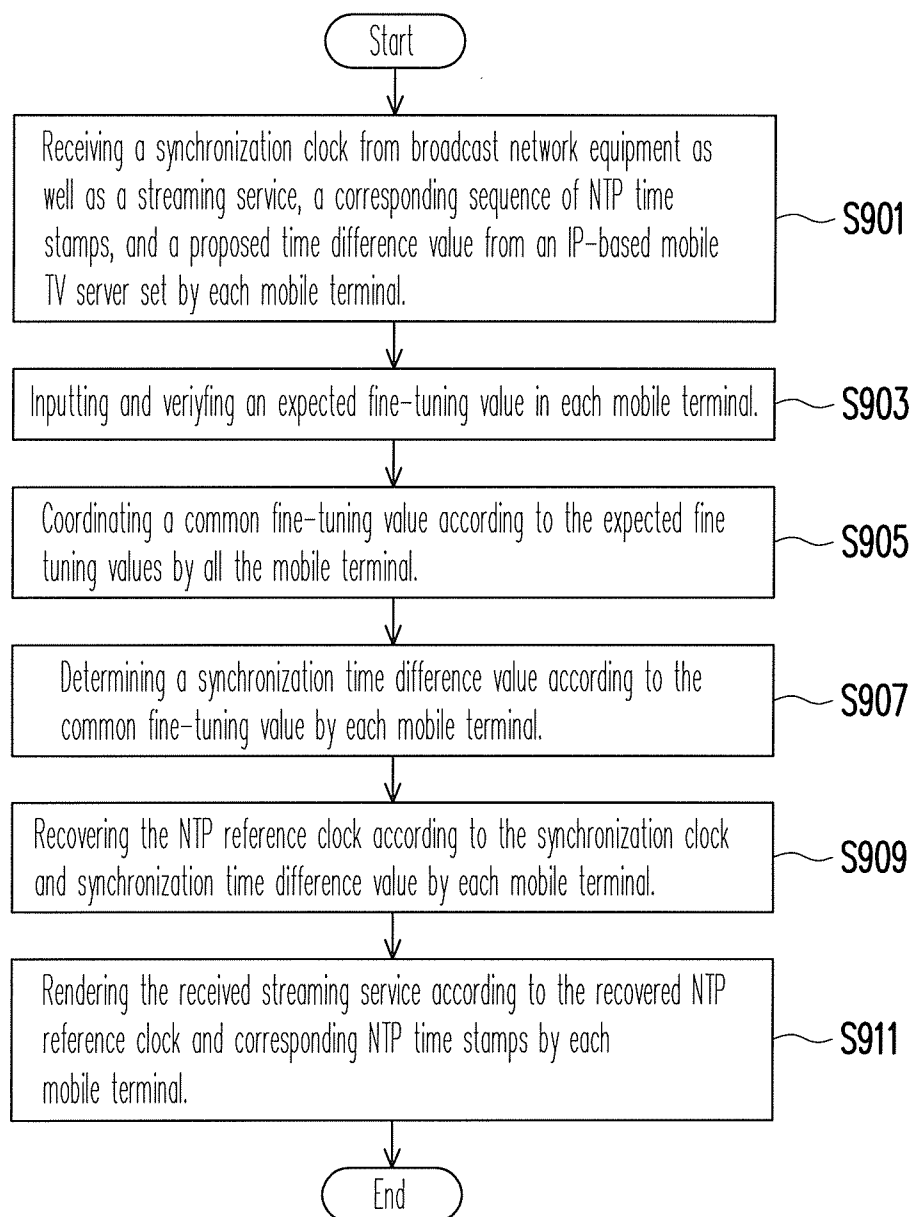 Start
Receiving a synchronization clock from broadcast network equipment as
well as a streaming service, a corresponding sequence of NTP time
stamps, and a proposed time difference value from an IP-based mobile
TV server set by each mobile terminal.
S901
Inputting and veriyfing an expected fine-tuning value in each mobile terminal.
S903
Coordinating a common fine-tuning value according to the expected fine
tuning values by all the mobile terminal.
S905
Determining a synchronization time difference value according to the
common fine-tuning value by each mobile terminal.
S907
Recovering the NTP reference clock according to the synchronization clock
and synchronization time difference value by each mobile terminal.
S909
Rendering the received streaming service according to the recovered NTP
reference clock and corresponding NTP time stamps by each
mobile terminal.
S911
End